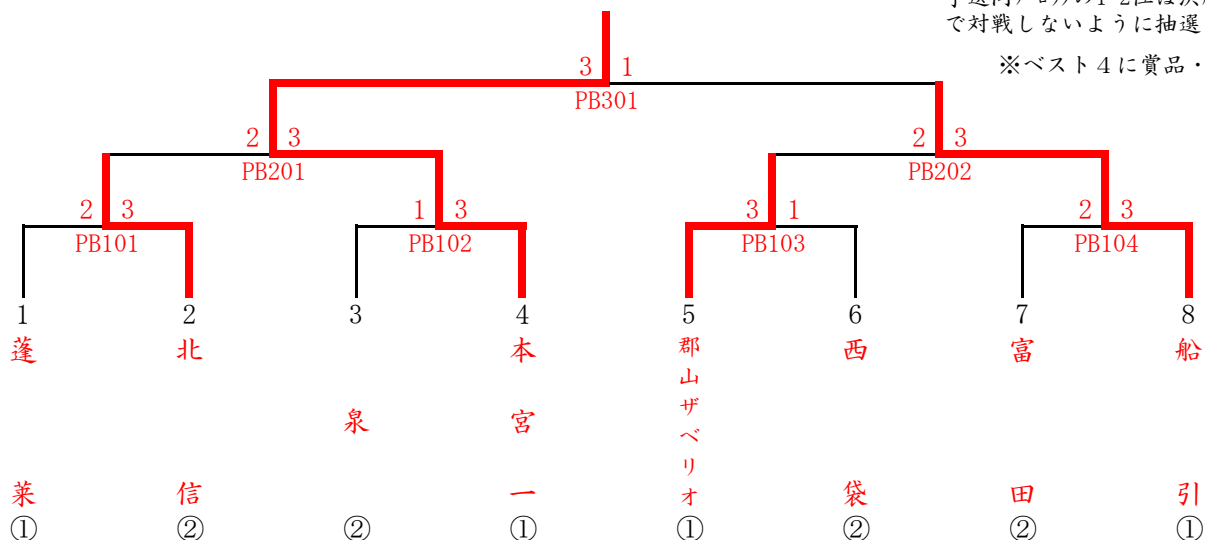 で対戦しないように抽選
※ベスト4に賞品・
3 1
PB301
2 3
PB201
2 3
PB202
2 3
PB101
1 3
PB102
3 1
PB103
2 3
PB104
1 2 3 4 5 6 7 8
蓬莱
①
北信
②
泉
②
本宮一
①
郡山ザベリオ
①
西袋
②
富田
②
船引
①